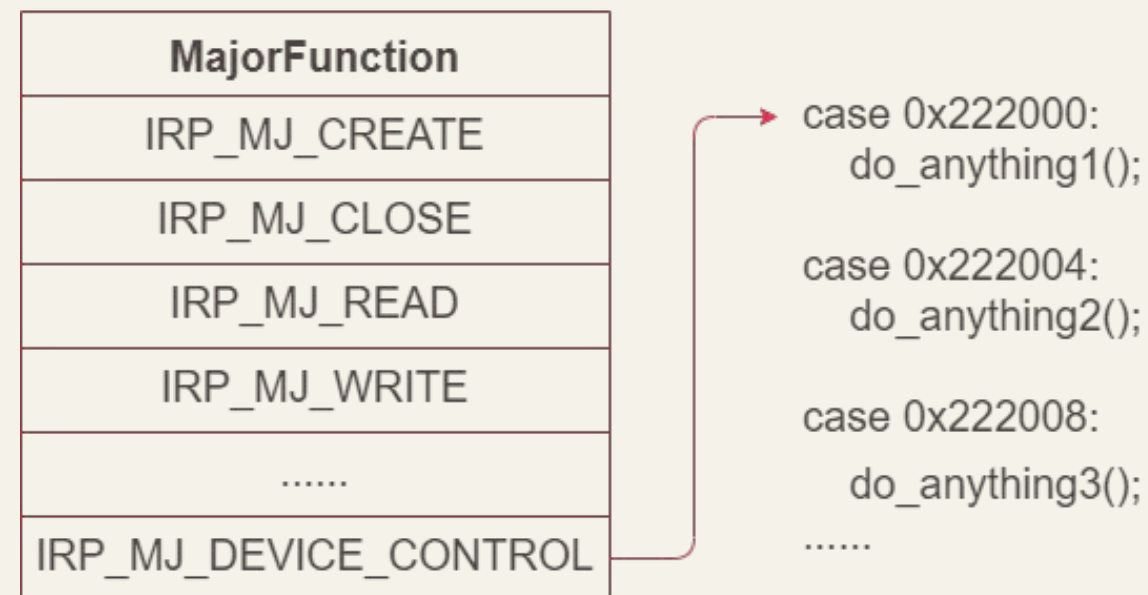 MajorFunction
IRP_MJ_CREATE
IRP_MJ_CLOSE
IRP_MJ_READ
IRP_MJ_WRITE
......
IRP_MJ_DEVICE_CONTROL
case 0x222000:
do_anything1();
case 0x222004:
do_anything2();
case 0x222008:
do_anything3();
......